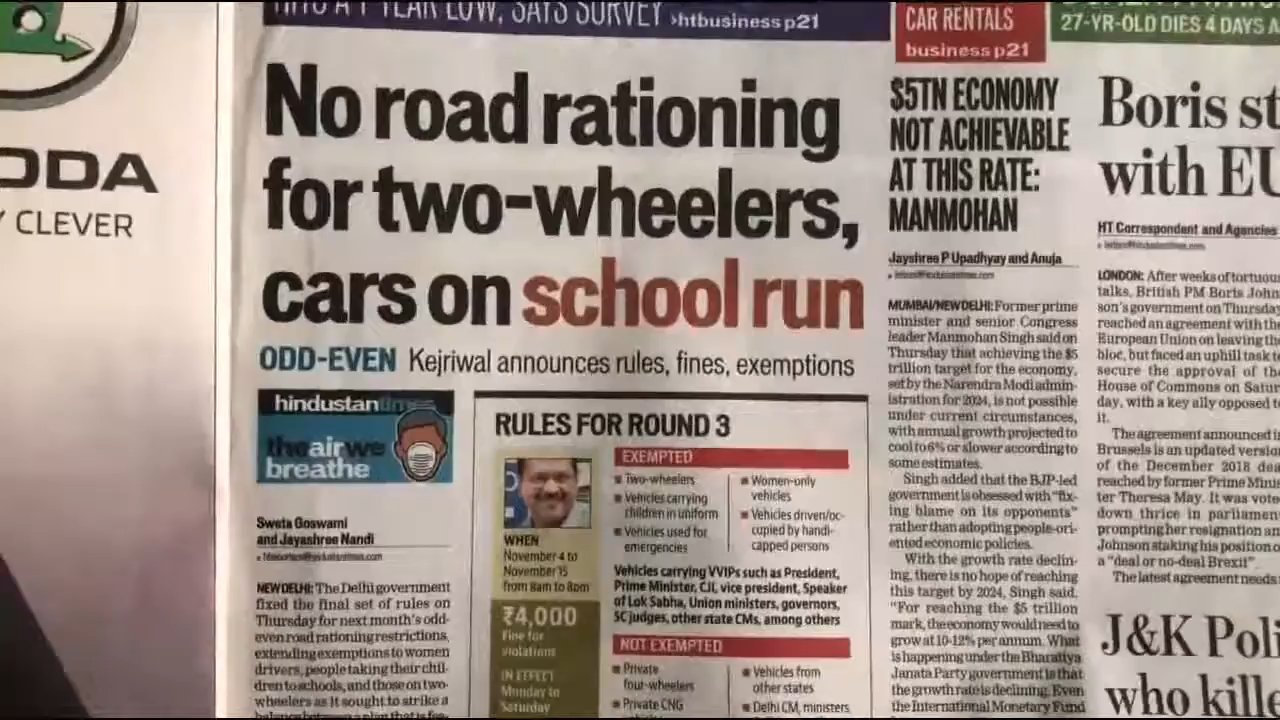 ODA
CLEVER
YEAR LOW, SAYS SURVEY >htbusiness p21
CAR RENTALS
business p21
27-YR-OLD DIES 4 DAYS A
No road rationing
for two-wheelers,
cars on school run
ODD-EVEN Kejriwal announces rules, fines, exemptions
hindustantimes
the air we
breathe
Sweta Goswami
and Jayashree Nandi
NEW DELHI: The Delhi government
fixed the final set of rules on
Thursday for next month's odd-
even road rationing restrictions,
extending exemptions to women
drivers, people taking their chil-
dren to schools, and those on two-
wheelers as it sought to strike a
RULES FOR ROUND 3
WHEN
November 4 to
November 15
from 8am to 8pm
₹4,000
Fine for
violations
IN EFFECT
Monday to
Saturday
EXEMPTED
Two-wheelers
Vehicles carrying
children in uniform
Vehicles used for
emergencies
Women-only
vehicles
Vehicles driven/oc-
cupied by handi-
capped persons
Vehicles carrying VVIPs such as President,
Prime Minister, CJI, vice president, Speaker
of Lok Sabha, Union ministers, governors,
SC judges, other state CMs, among others
NOT EXEMPTED
Private
four-wheelers
Private CNG
Vehicles from
other states
Delhi CM, ministers
$5TN ECONOMY
NOT ACHIEVABLE
AT THIS RATE:
MANMOHAN
Jayshree P Upadhyay and Anuja
MUMBAI/NEW DELHI: Former prime
minister and senior Congress
leader Manmohan Singh said on
Thursday that achieving the $5
trillion target for the economy,
set by the Narendra Modi admin-
istration for 2024, is not possible
under current circumstances,
with annual growth projected to
cool to 6% or slower according to
some estimates.
Singh added that the BJP-led
government is obsessed with "fix-
ing blame on its opponents"
rather than adopting people-ori-
ented economic policies.
With the growth rate declin-
ing, there is no hope of reaching
this target by 2024, Singh said.
"For reaching the $5 trillion
mark, the economy would need to
grow at 10-12% per annum. What
is happening under the Bharatiya
Janata Party government is that
the growth rate is declining. Even
the International Monetary Fund
Boris st
with EU
HT Correspondent and Agencies
LONDON: After weeks of tortuou
talks, British PM Boris John
son's government on Thursday
reached an agreement with the
European Union on leaving the
bloc, but faced an uphill task to
secure the approval of the
House of Commons on Satur
day, with a key ally opposed to
it.
The agreement announced i
Brussels is an updated version
of the December 2018 deal
reached by former Prime Minis
ter Theresa May. It was vote
down thrice in parliament
prompting her resignation an
Johnson staking his position o
a "deal or no-deal Brexit".
The latest agreement needs
J&K Poli
who kille